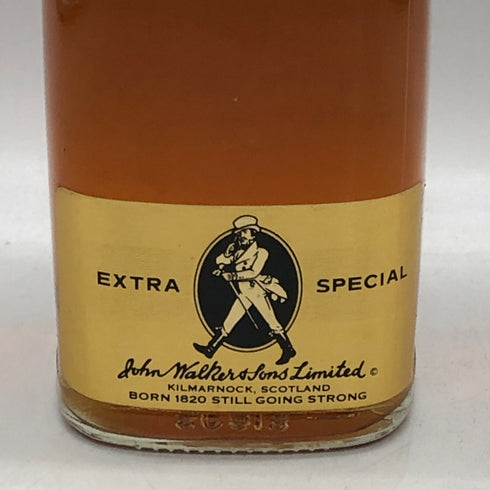 EXTRA SPECIAL
John Walker & Sons Limited ©
KILMARNOCK, SCOTLAND
BORN 1820 STILL GOING STRONG